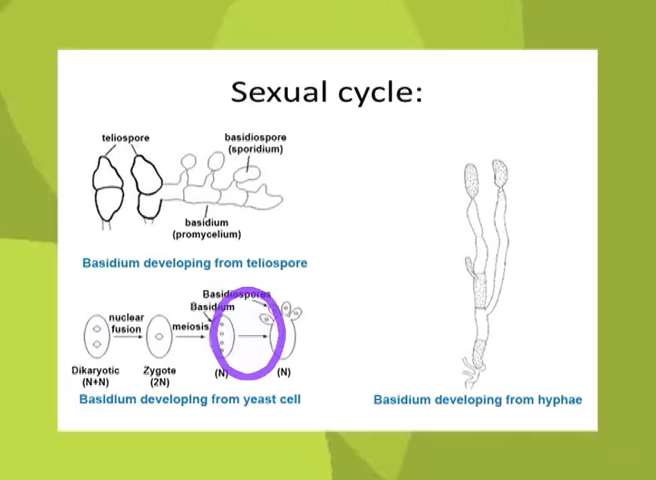 Sexual cycle:
teliospore
basidiospore
(sporidium)
basidium
(promycelium)
Basidium developing from teliospore
Basidiospores
Basidium
nuclear
fusion
meiosis
Dikaryotic
(N+N)
Zygote
(2N)
(N)
(N)
Basidium developing from yeast cell
Basidium developing from hyphae